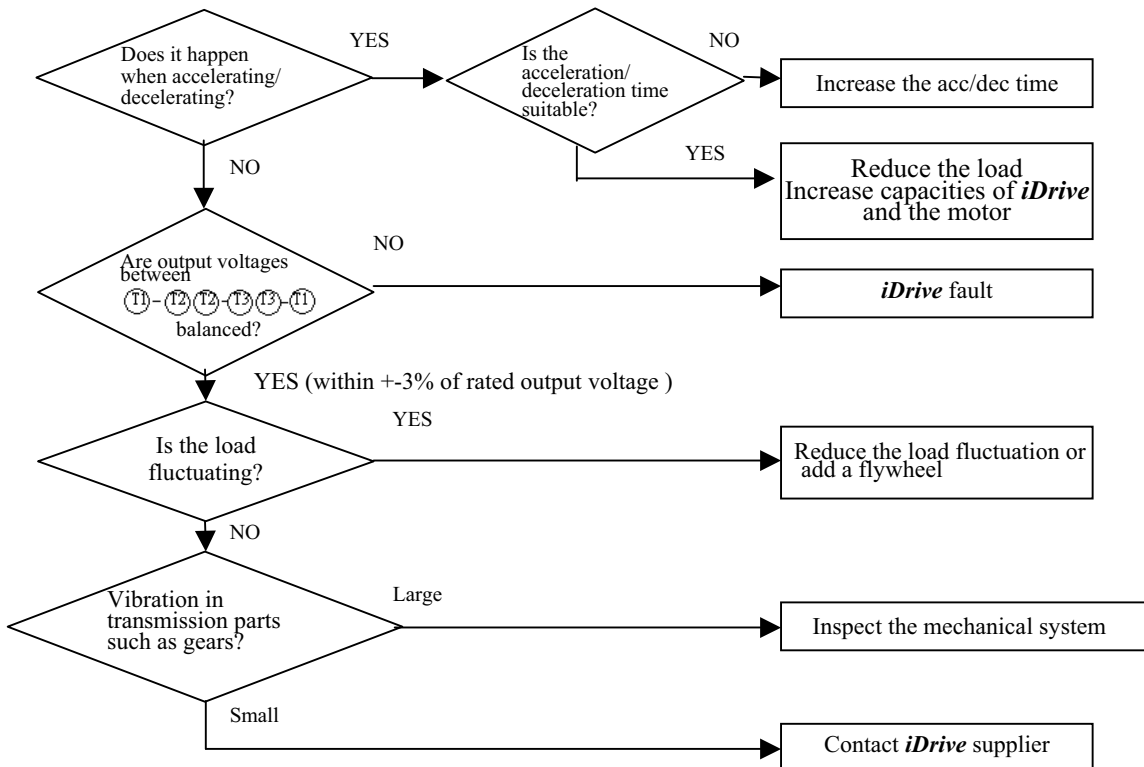 YES
Does it happen
when accelerating/
decelerating?
Is the
acceleration/
deceleration time
suitable?
NO
Increase the acc/dec time
NO
YES
Reduce the load
Increase capacities of iDrive
and the motor
Are output voltages
between
T1-T2 T2-T3 T3-T1
balanced?
NO
iDrive fault
YES (within +-3% of rated output voltage )
Is the load
fluctuating?
YES
Reduce the load fluctuation or
add a flywheel
NO
Vibration in
transmission parts
such as gears?
Large
Inspect the mechanical system
Small
Contact iDrive supplier